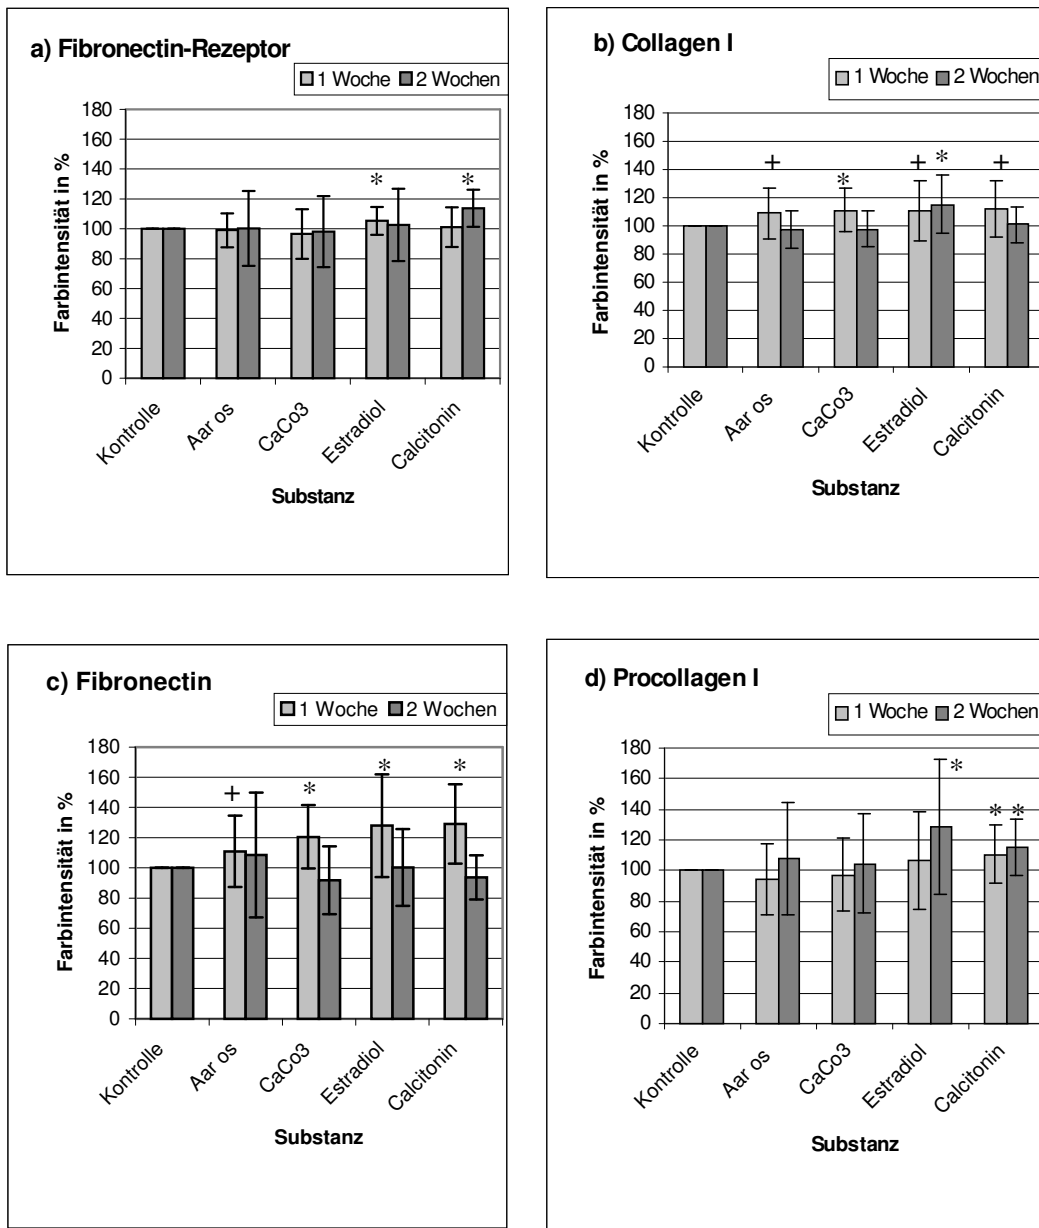 a) Fibronectin-Rezeptor
1 Woche 2 Wochen
Farbintensität in %
180
160
140
120
100
80
60
40
20
0
* *
Kontrolle
Aar os
CaCo3
Estradiol
Calcitonin
Substanz
b) Collagen I
1 Woche 2 Wochen
Farbintensität in %
180
160
140
120
100
80
60
40
20
0
+ * + * +
Kontrolle
Aar os
CaCo3
Estradiol
Calcitonin
Substanz
c) Fibronectin
1 Woche 2 Wochen
Farbintensität in %
180
160
140
120
100
80
60
40
20
0
+ * * *
Kontrolle
Aar os
CaCo3
Estradiol
Calcitonin
Substanz
d) Procollagen I
1 Woche 2 Wochen
Farbintensität in %
180
160
140
120
100
80
60
40
20
0
* * *
Kontrolle
Aar os
CaCo3
Estradiol
Calcitonin
Substanz